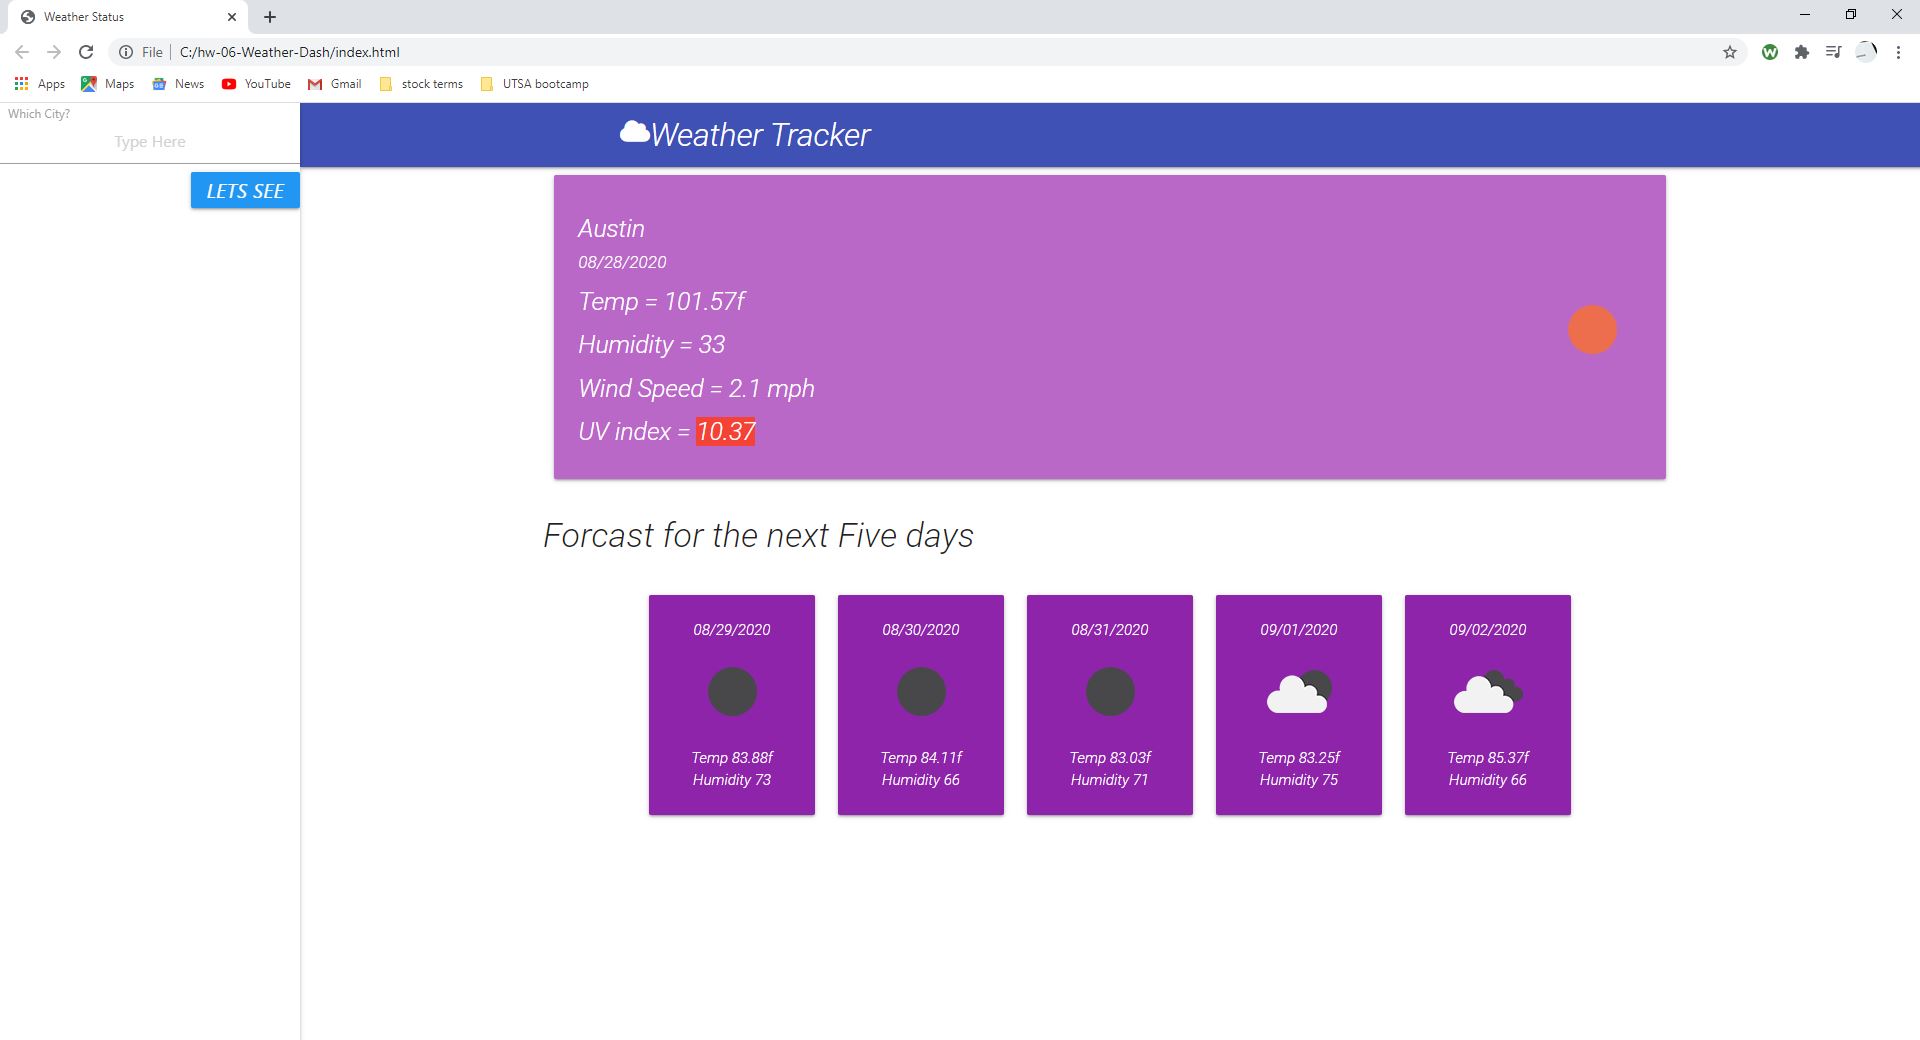 Weather Status
File
C:/hw-06-Weather-Dash/index.html
W
Apps Maps News YouTube Gmail stock terms UTSA bootcamp
Which City?
Type Here
LETS SEE
Weather Tracker
Austin
08/28/2020
Temp = 101.57f
Humidity = 33
Wind Speed = 2.1 mph
UV index = 10.37
Forcast for the next Five days
08/29/2020
Temp 83.88f
Humidity 73
08/30/2020
Temp 84.11f
Humidity 66
08/31/2020
Temp 83.03f
Humidity 71
09/01/2020
Temp 83.25f
Humidity 75
09/02/2020
Temp 85.37f
Humidity 66